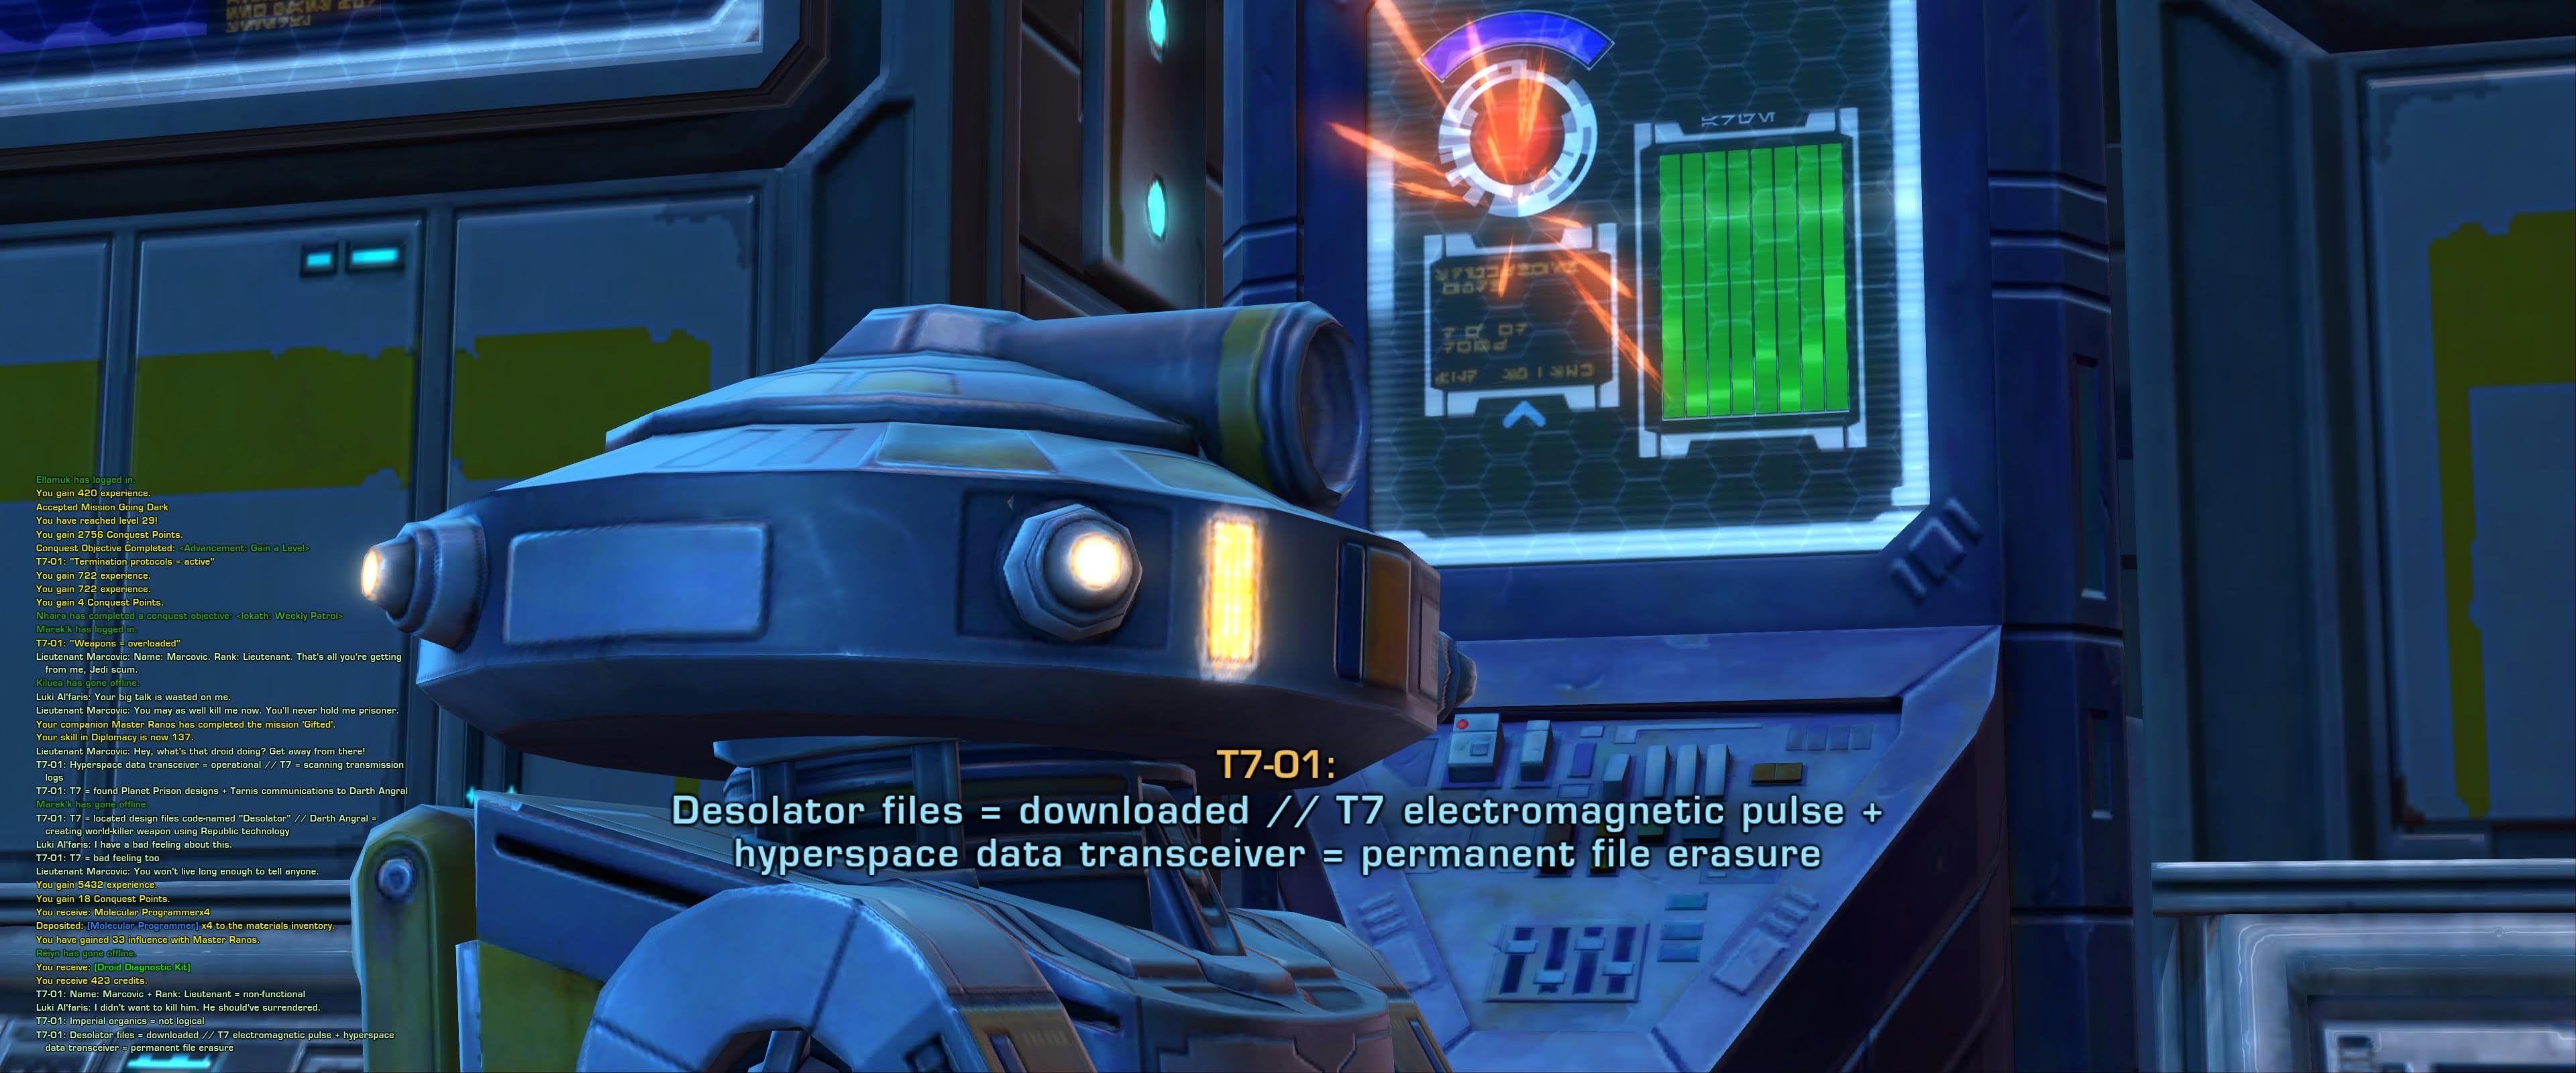 Ellamuk has logged in.
You gain 420 experience.
Accepted Mission Going Dark
You have reached level 29!
You gain 2756 Conquest Points.
Conquest Objective Completed: <Advancement: Gain a Level>
T7-01: "Termination protocols = active"
You gain 722 experience.
You gain 722 experience.
You gain 4 Conquest Points.
Nhaira has completed a conquest objective: <Iokath: Weekly Patrol>
Marek'k has logged in.
T7-01: "Weapons = overloaded"
Lieutenant Marcovic: Name: Marcovic. Rank: Lieutenant. That's all you're getting
from me, Jedi scum.
Kiluea has gone offline.
Luki Al'faris: Your big talk is wasted on me.
Lieutenant Marcovic: You may as well kill me now. You'll never hold me prisoner.
Your companion Master Ranos has completed the mission 'Gifted'.
Your skill in Diplomacy is now 137.
Lieutenant Marcovic: Hey, what's that droid doing? Get away from there!
T7-01: Hyperspace data transceiver = operational // T7 = scanning transmission
logs
T7-01: T7 = found Planet Prison designs + Tarnis communications to Darth Angral
Marek'k has gone offline.
T7-01: T7 = located design files code-named "Desolator" // Darth Angral =
creating world-killer weapon using Republic technology
Luki Al'faris: I have a bad feeling about this.
T7-01: T7 = bad feeling too
Lieutenant Marcovic: You won't live long enough to tell anyone.
You gain 5432 experience.
You gain 18 Conquest Points.
You receive: Molecular Programmerx4
Deposited: [Molecular Programmer] x4 to the materials inventory.
You have gained 33 influence with Master Ranos.
Rèiyn has gone offline.
You receive: [Droid Diagnostic Kit]
You receive 423 credits.
T7-01: Name: Marcovic + Rank: Lieutenant = non-functional
Luki Al'faris: I didn't want to kill him. He should've surrendered.
T7-01: Imperial organics = not logical
T7-01: Desolator files = downloaded // T7 electromagnetic pulse + hyperspace
data transceiver = permanent file erasure
T7-01:
Desolator files = downloaded // T7 electromagnetic pulse +
hyperspace data transceiver = permanent file erasure